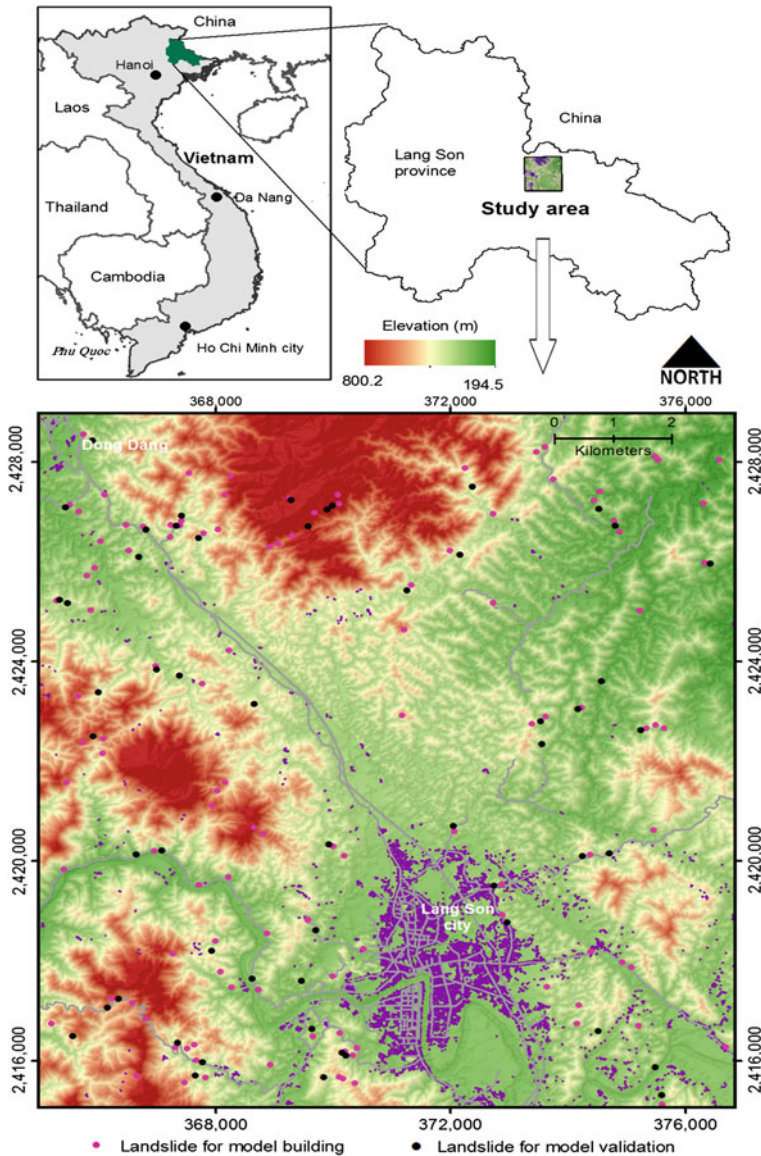 China
Hanoi
Laos
Vietnam
Da Nang
Thailand
Cambodia
Phu Quoc
Ho Chi Minh city
China
Lang Son
province
Study area
Elevation (m)
800.2
194.5
NORTH
368,000
372,000
376,000
2,428,000
2,424,000
2,420,000
2,416,000
Dong Dang
0 1 2
Kilometers
Lang Son
city
2,428,000
2,424,000
2,420,000
2,416,000
368,000
372,000
376,000
Landslide for model building
Landslide for model validation